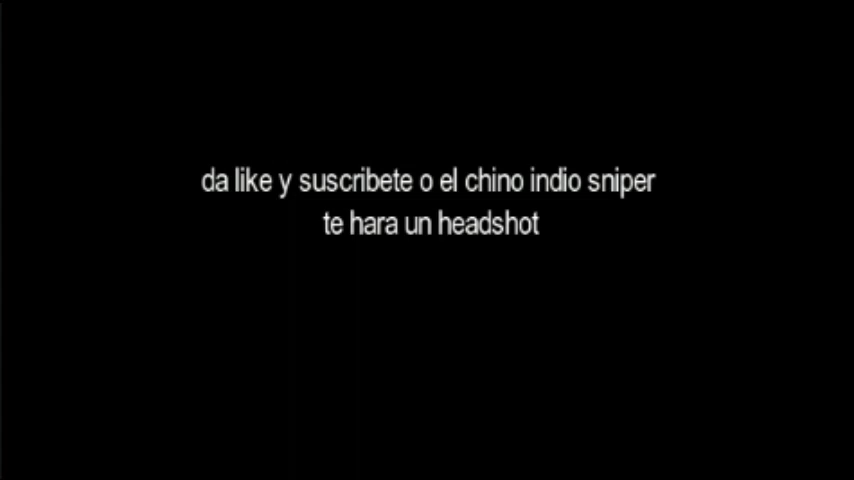 da like y suscribete o el chino indio sniper
te hara un headshot